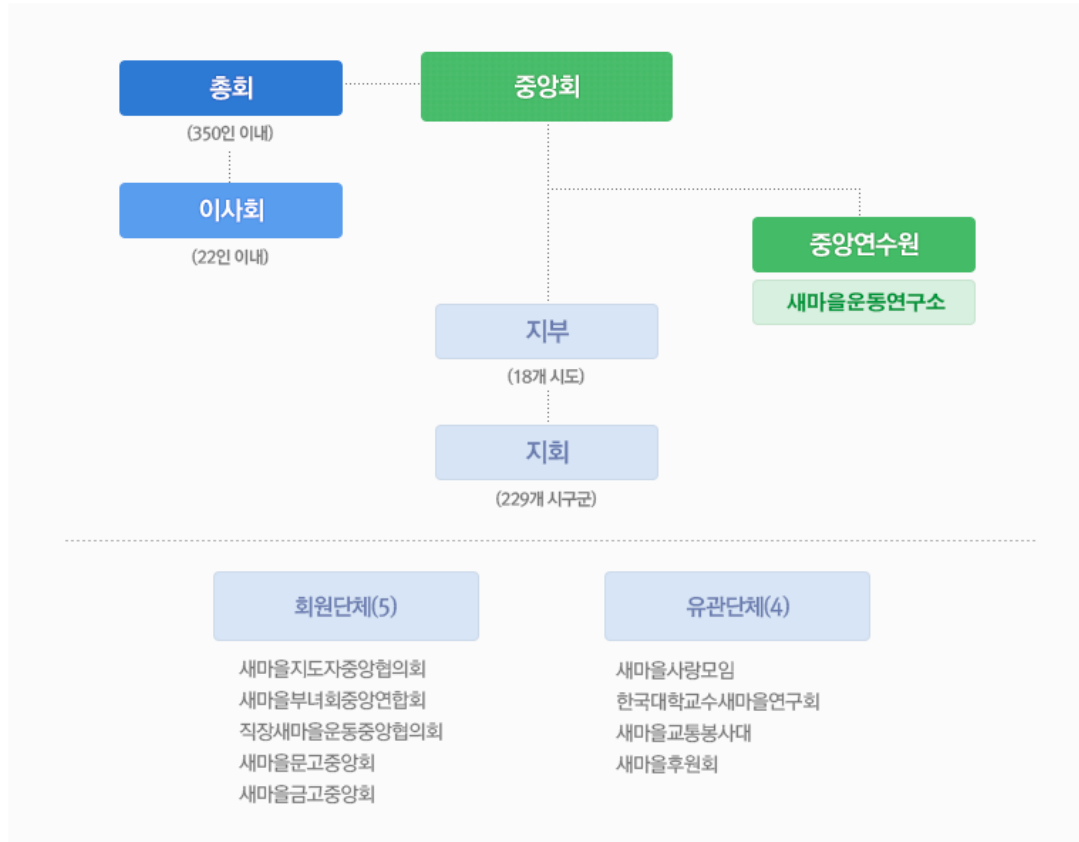 총회
중앙회
(350인 이내)
이사회
(22인 이내)
중앙연수원
새마을운동연구소
지부
(18개 시도)
지회
(229개 시구군)
회원단체(5)
새마을지도자중앙협의회
새마을부녀회중앙연합회
직장새마을운동중앙협의회
새마을문고중앙회
새마을금고중앙회
유관단체(4)
새마을사랑모임
한국대학교수새마을연구회
새마을교통봉사대
새마을후원회